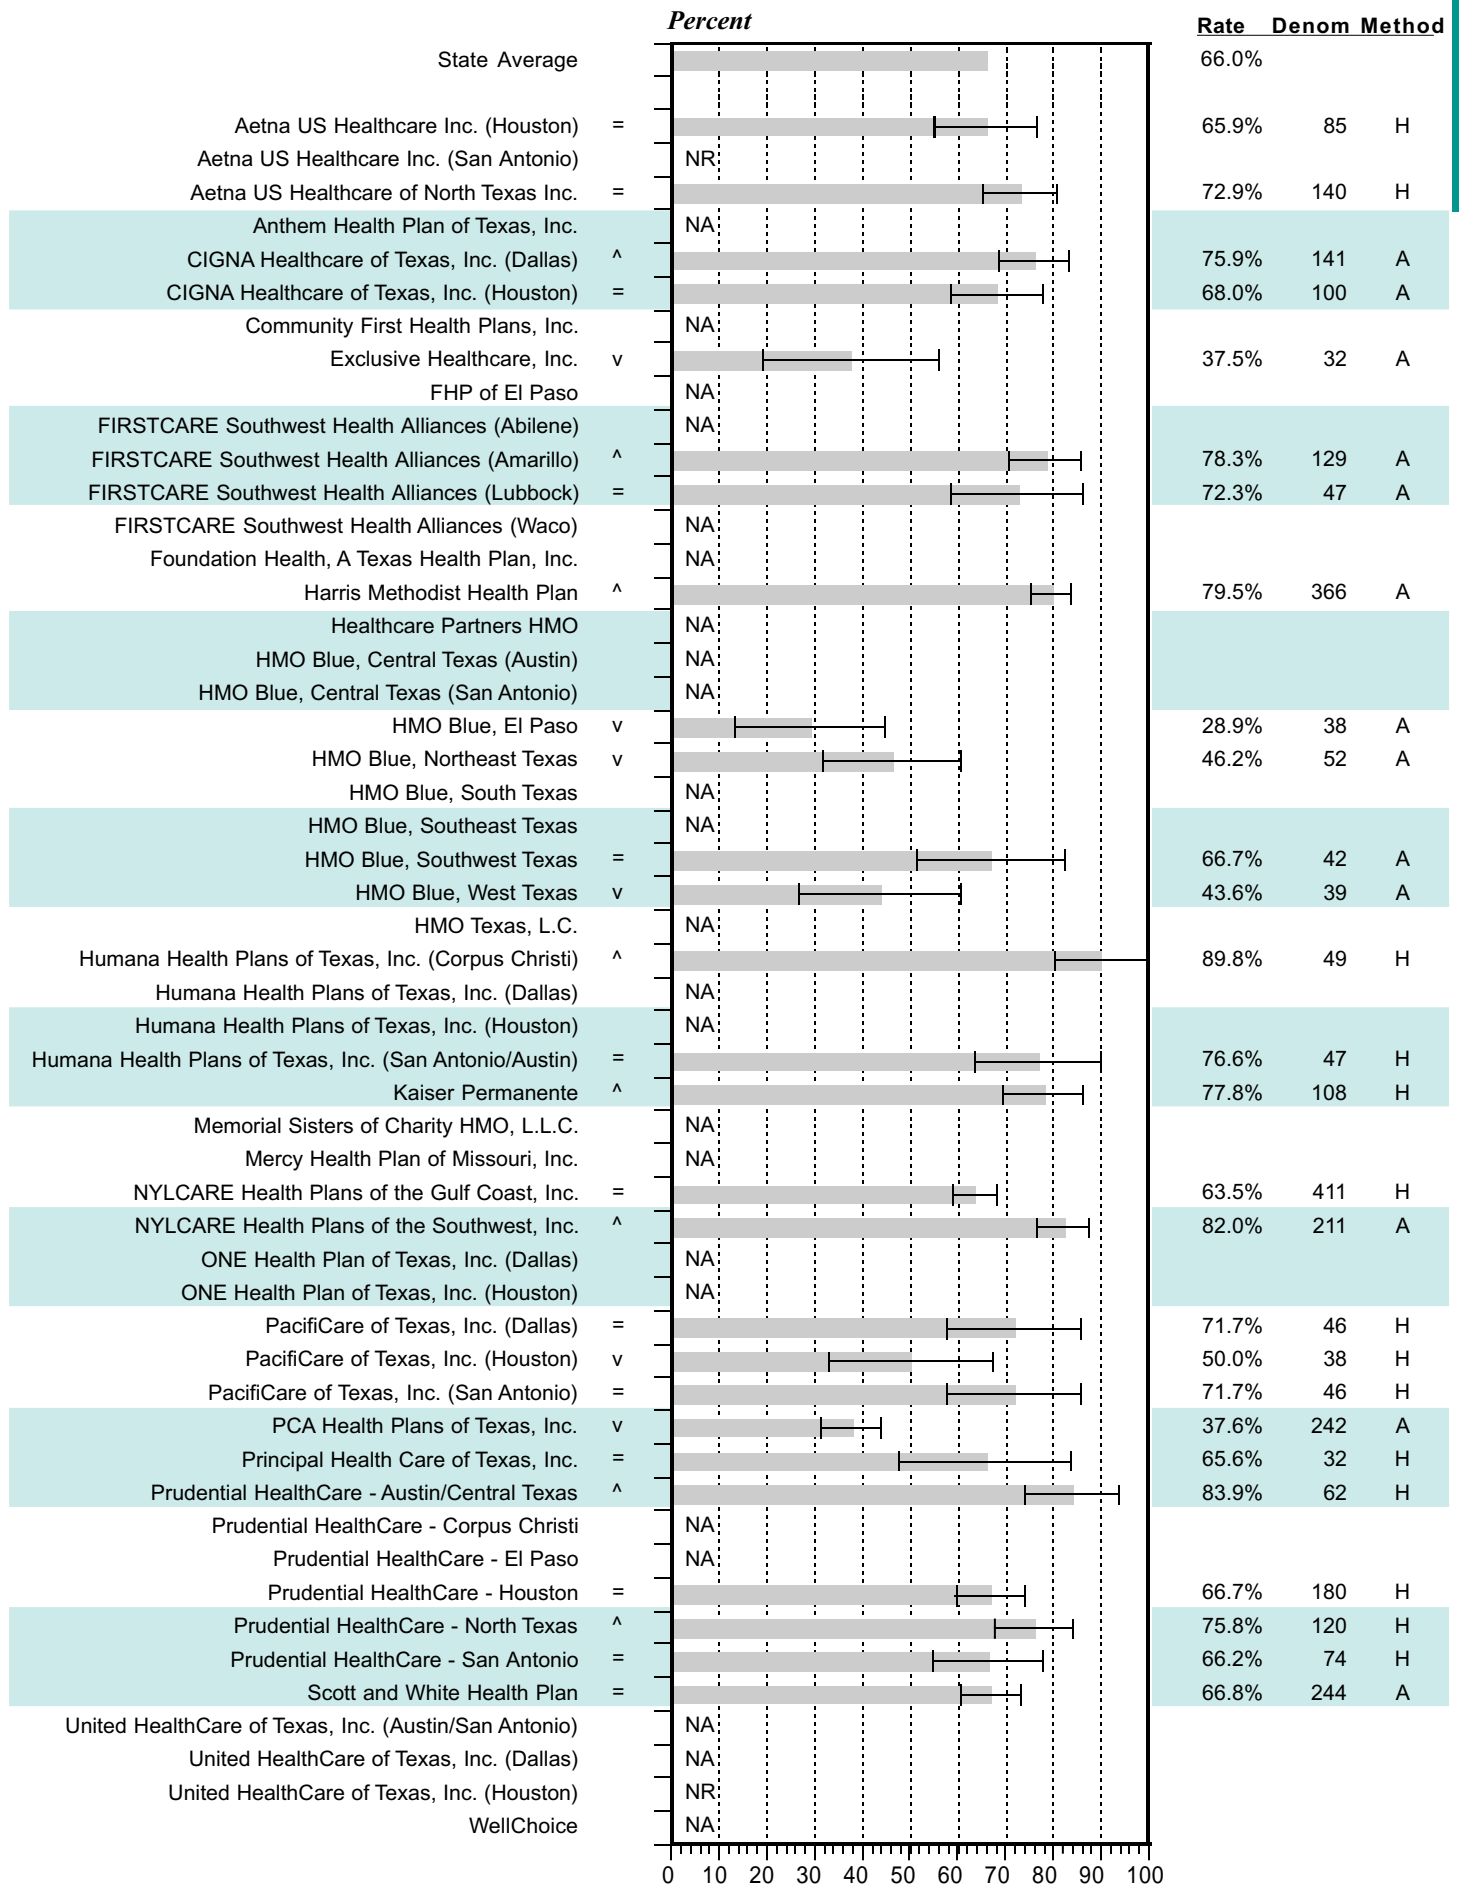 Percent Rate Denom Method
State Average 66.0%
Aetna US Healthcare Inc. (Houston) = 65.9% 85 H
Aetna US Healthcare Inc. (San Antonio) NR
Aetna US Healthcare of North Texas Inc. = 72.9% 140 H
Anthem Health Plan of Texas, Inc. NA
CIGNA Healthcare of Texas, Inc. (Dallas) ^ 75.9% 141 A
CIGNA Healthcare of Texas, Inc. (Houston) = 68.0% 100 A
Community First Health Plans, Inc. NA
Exclusive Healthcare, Inc. v 37.5% 32 A
FHP of El Paso NA
FIRSTCARE Southwest Health Alliances (Abilene) NA
FIRSTCARE Southwest Health Alliances (Amarillo) ^ 78.3% 129 A
FIRSTCARE Southwest Health Alliances (Lubbock) = 72.3% 47 A
FIRSTCARE Southwest Health Alliances (Waco) NA
Foundation Health, A Texas Health Plan, Inc. NA
Harris Methodist Health Plan ^ 79.5% 366 A
Healthcare Partners HMO NA
HMO Blue, Central Texas (Austin) NA
HMO Blue, Central Texas (San Antonio) NA
HMO Blue, El Paso v 28.9% 38 A
HMO Blue, Northeast Texas v 46.2% 52 A
HMO Blue, South Texas NA
HMO Blue, Southeast Texas NA
HMO Blue, Southwest Texas = 66.7% 42 A
HMO Blue, West Texas v 43.6% 39 A
HMO Texas, L.C. NA
Humana Health Plans of Texas, Inc. (Corpus Christi) ^ 89.8% 49 H
Humana Health Plans of Texas, Inc. (Dallas) NA
Humana Health Plans of Texas, Inc. (Houston) NA
Humana Health Plans of Texas, Inc. (San Antonio/Austin) = 76.6% 47 H
Kaiser Permanente ^ 77.8% 108 H
Memorial Sisters of Charity HMO, L.L.C. NA
Mercy Health Plan of Missouri, Inc. NA
NYLCARE Health Plans of the Gulf Coast, Inc. = 63.5% 411 H
NYLCARE Health Plans of the Southwest, Inc. ^ 82.0% 211 A
ONE Health Plan of Texas, Inc. (Dallas) NA
ONE Health Plan of Texas, Inc. (Houston) NA
PacifiCare of Texas, Inc. (Dallas) = 71.7% 46 H
PacifiCare of Texas, Inc. (Houston) v 50.0% 38 H
PacifiCare of Texas, Inc. (San Antonio) = 71.7% 46 H
PCA Health Plans of Texas, Inc. v 37.6% 242 A
Principal Health Care of Texas, Inc. = 65.6% 32 H
Prudential HealthCare - Austin/Central Texas ^ 83.9% 62 H
Prudential HealthCare - Corpus Christi NA
Prudential HealthCare - El Paso NA
Prudential HealthCare - Houston = 66.7% 180 H
Prudential HealthCare - North Texas ^ 75.8% 120 H
Prudential HealthCare - San Antonio = 66.2% 74 H
Scott and White Health Plan = 66.8% 244 A
United HealthCare of Texas, Inc. (Austin/San Antonio) NA
United HealthCare of Texas, Inc. (Dallas) NA
United HealthCare of Texas, Inc. (Houston) NR
WellChoice NA
0 10 20 30 40 50 60 70 80 90 100